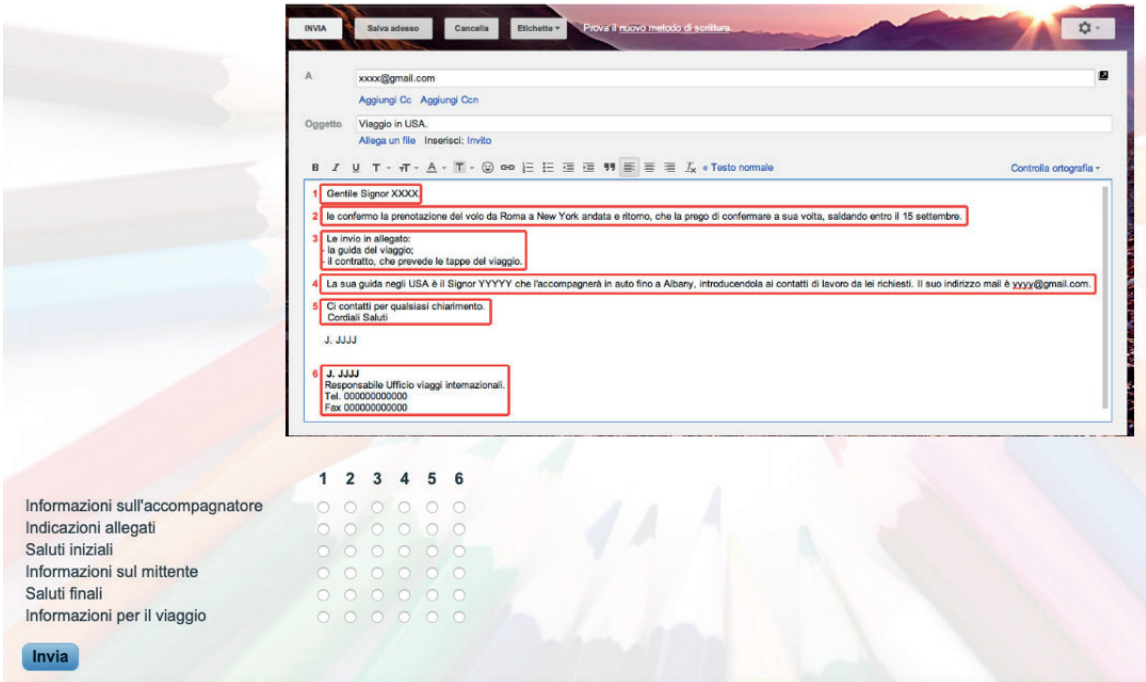 INVIA Salva adesso Cancella Etichette Prova il nuovo metodo di scrittura
A xxxx@gmail.com
Aggiungi Cc Aggiungi Ccn
Oggetto Viaggio in USA.
Allega un file Inserisci: Invito
B I U T T A T Tx « Testo normale Controlla ortografia
1 Gentile Signor XXXX
2 le confermo la prenotazione del volo da Roma a New York andata e ritorno, che la prego di confermare a sua volta, saldando entro il 15 settembre.
3 Le invio in allegato:
- la guida del viaggio;
- il contratto, che prevede le tappe del viaggio.
4 La sua guida negli USA è il Signor YYYYY che l'accompagnerà in auto fino a Albany, introducendola ai contatti di lavoro da lei richiesti. Il suo indirizzo mail è yyyy@gmail.com.
5 Ci contatti per qualsiasi chiarimento.
Cordiali Saluti
J. JJJJ
6 J. JJJJ
Responsabile Ufficio viaggi internazionali.
Tel. 000000000000
Fax 000000000000
1 2 3 4 5 6
Informazioni sull'accompagnatore
Indicazioni allegati
Saluti iniziali
Informazioni sul mittente
Saluti finali
Informazioni per il viaggio
Invia